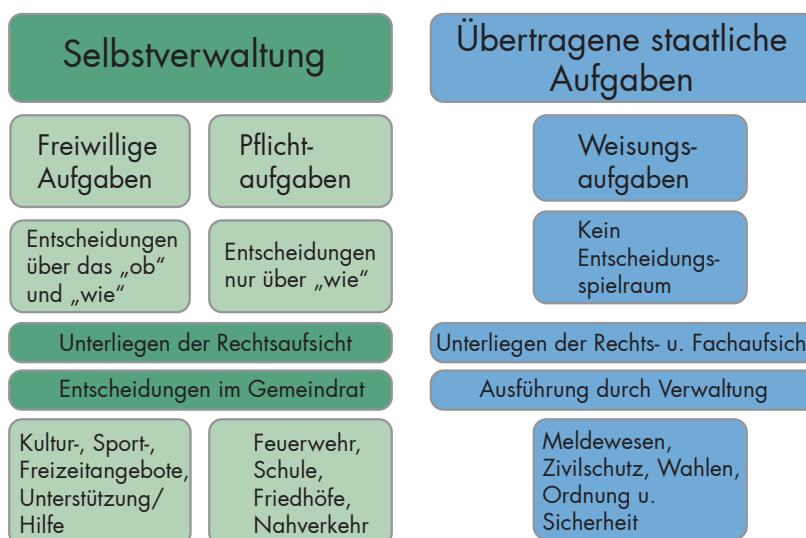 Selbstverwaltung
Freiwillige
Aufgaben
Pflicht-
aufgaben
Entscheidungen
über das „ob“
und „wie“
Entscheidungen
nur über „wie“
Unterliegen der Rechtsaufsicht
Entscheidungen im Gemeindrat
Kultur-, Sport-,
Freizeitangebote,
Unterstützung/
Hilfe
Feuerwehr,
Schule,
Friedhöfe,
Nahverkehr
Übertragene staatliche
Aufgaben
Weisungs-
aufgaben
Kein
Entscheidungs-
spielraum
Unterliegen der Rechts- u. Fachaufsich
Ausführung durch Verwaltung
Meldewesen,
Zivilschutz, Wahlen,
Ordnung u.
Sicherheit